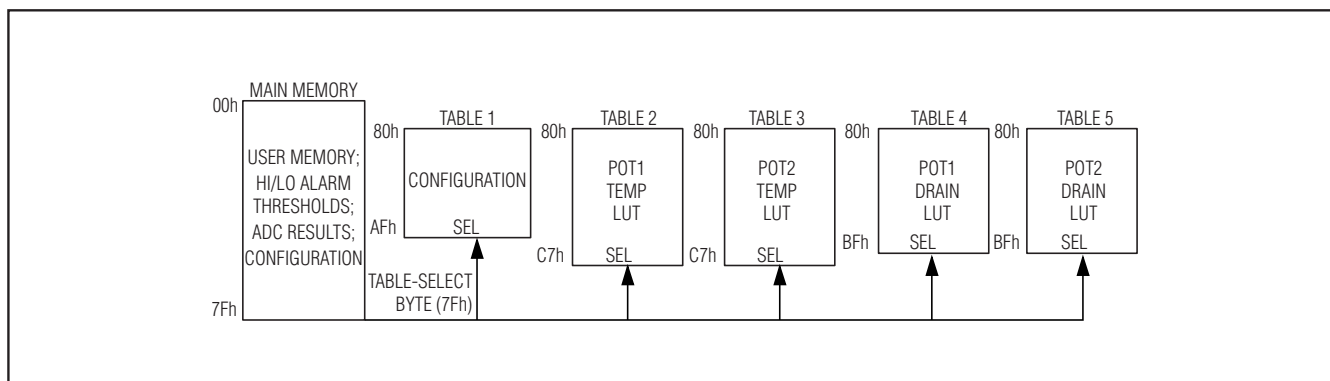 MAIN MEMORY
00h
USER MEMORY;
HI/LO ALARM
THRESHOLDS;
ADC RESULTS;
CONFIGURATION
7Fh
TABLE 1
80h
CONFIGURATION
AFh
SEL
TABLE-SELECT
BYTE (7Fh)
TABLE 2
80h
POT1
TEMP
LUT
C7h
SEL
TABLE 3
80h
POT2
TEMP
LUT
C7h
SEL
TABLE 4
80h
POT1
DRAIN
LUT
BFh
SEL
TABLE 5
80h
POT2
DRAIN
LUT
BFh
SEL